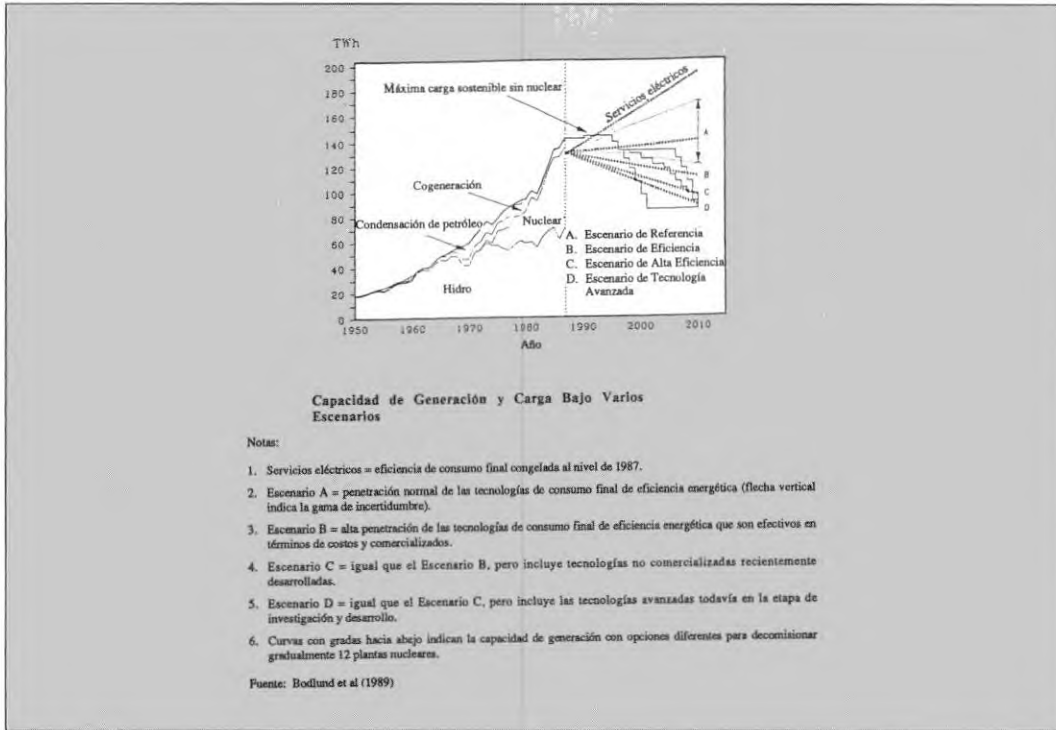 TWh
200
180
160
140
120
100
80
60
40
20
0
Máxima carga sostenible sin nuclear
Servicios eléctricos
A
B
C
D
Cogeneración
Condensación de petróleo
Nuclear
Hidro
A. Escenario de Referencia
B. Escenario de Eficiencia
C. Escenario de Alta Eficiencia
D. Escenario de Tecnología
Avanzada
1950 1960 1970 1980 1990 2000 2010
Año
Capacidad de Generación y Carga Bajo Varios
Escenarios
Notas:
1. Servicios eléctricos = eficiencia de consumo final congelada al nivel de 1987.
2. Escenario A = penetración normal de las tecnologías de consumo final de eficiencia energética (flecha vertical
indica la gama de incertidumbre).
3. Escenario B = alta penetración de las tecnologías de consumo final de eficiencia energética que son efectivos en
términos de costos y comercializados.
4. Escenario C = igual que el Escenario B, pero incluye tecnologías no comercializadas recientemente
desarrolladas.
5. Escenario D = igual que el Escenario C, pero incluye las tecnologías avanzadas todavía en la etapa de
investigación y desarrollo.
6. Curvas con gradas hacia abejo indican la capacidad de generación con opciones diferentes para decomisionar
gradualmente 12 plantas nucleares.
Fuente: Bodlund et al (1989)